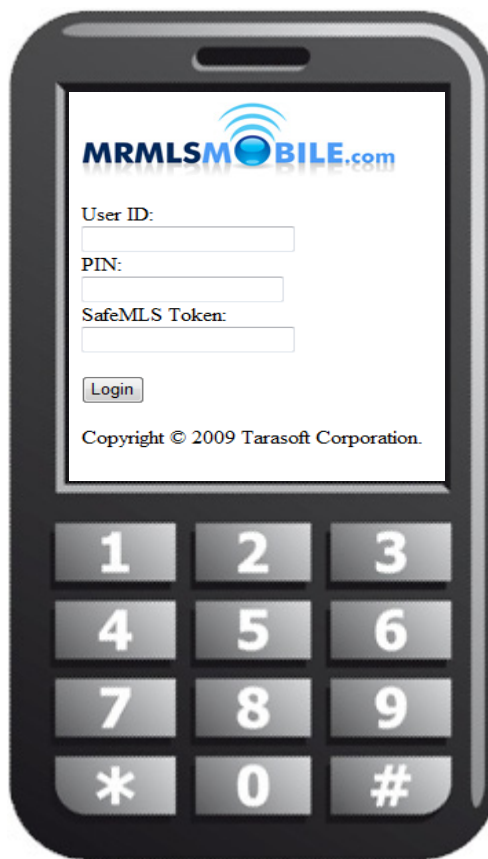 MRMLSMOBILE.com
User ID:
PIN:
SafeMLS Token:
Login
Copyright © 2009 Tarasoft Corporation.
1 2 3
4 5 6
7 8 9
* 0 #